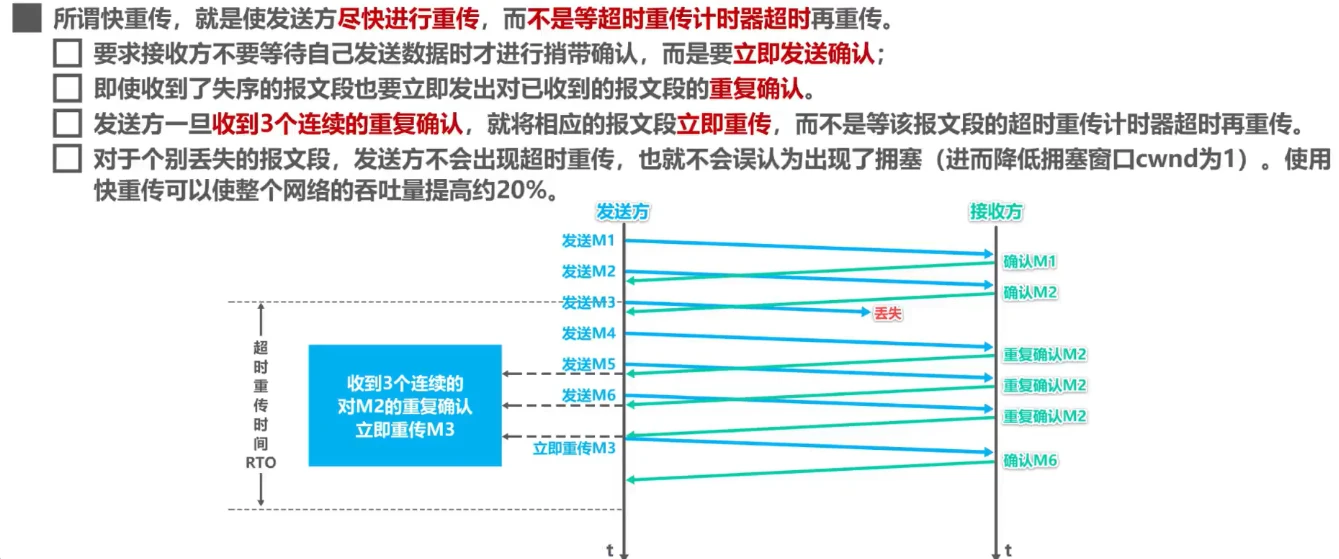 所谓快重传，就是使发送方尽快进行重传，而不是等超时重传计时器超时再重传。
要求接收方不要等待自己发送数据时才进行捎带确认，而是要立即发送确认；
即使收到了失序的报文段也要立即发出对已收到的报文段的重复确认。
发送方一旦收到3个连续的重复确认，就将相应的报文段立即重传，而不是等该报文段的超时重传计时器超时再重传。
对于个别丢失的报文段，发送方不会出现超时重传，也就不会误认为出现了拥塞（进而降低拥塞窗口cwnd为1）。使用
快重传可以使整个网络的吞吐量提高约20%。
发送方
接收方
发送M1
确认M1
发送M2
确认M2
发送M3
丢失
发送M4
重复确认M2
发送M5
重复确认M2
发送M6
重复确认M2
超
时
重
传
时
间
RTO
收到3个连续的
对M2的重复确认
立即重传M3
立即重传M3
确认M6
t
t